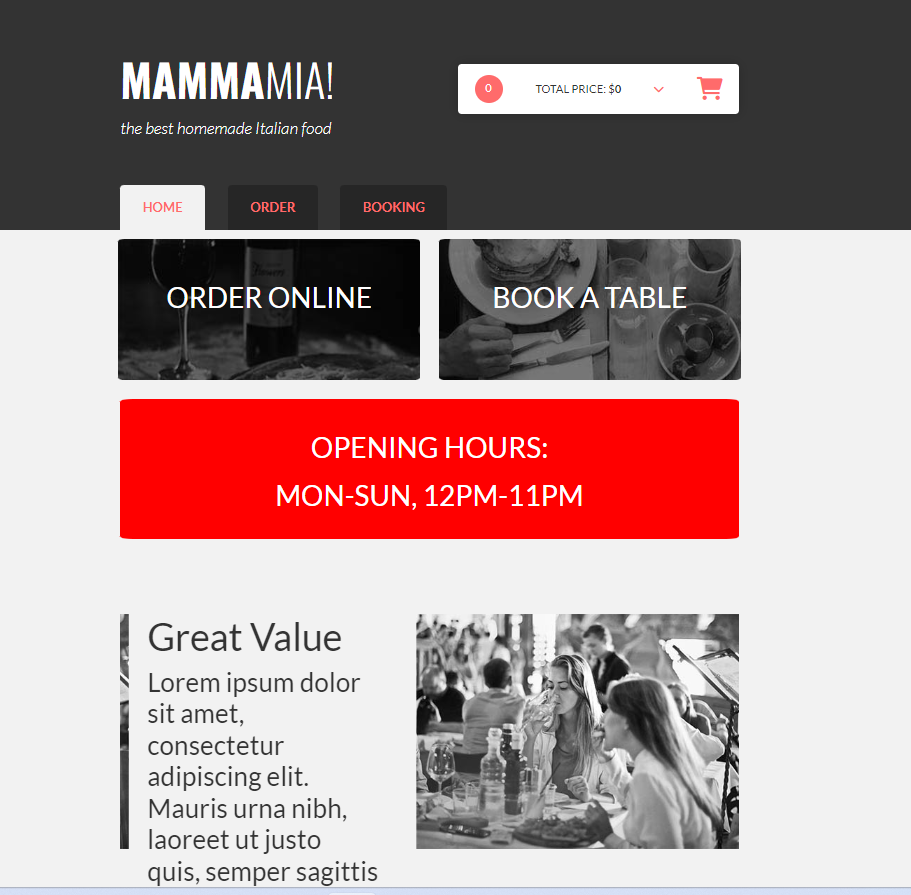 MAMMAMIA!
the best homemade Italian food
0
TOTAL PRICE: $0
HOME
ORDER
BOOKING
ORDER ONLINE
BOOK A TABLE
OPENING HOURS:
MON-SUN, 12PM-11PM
Great Value
Lorem ipsum dolor
sit amet,
consectetur
adipiscing elit.
Mauris urna nibh,
laoreet ut justo
quis, semper sagittis